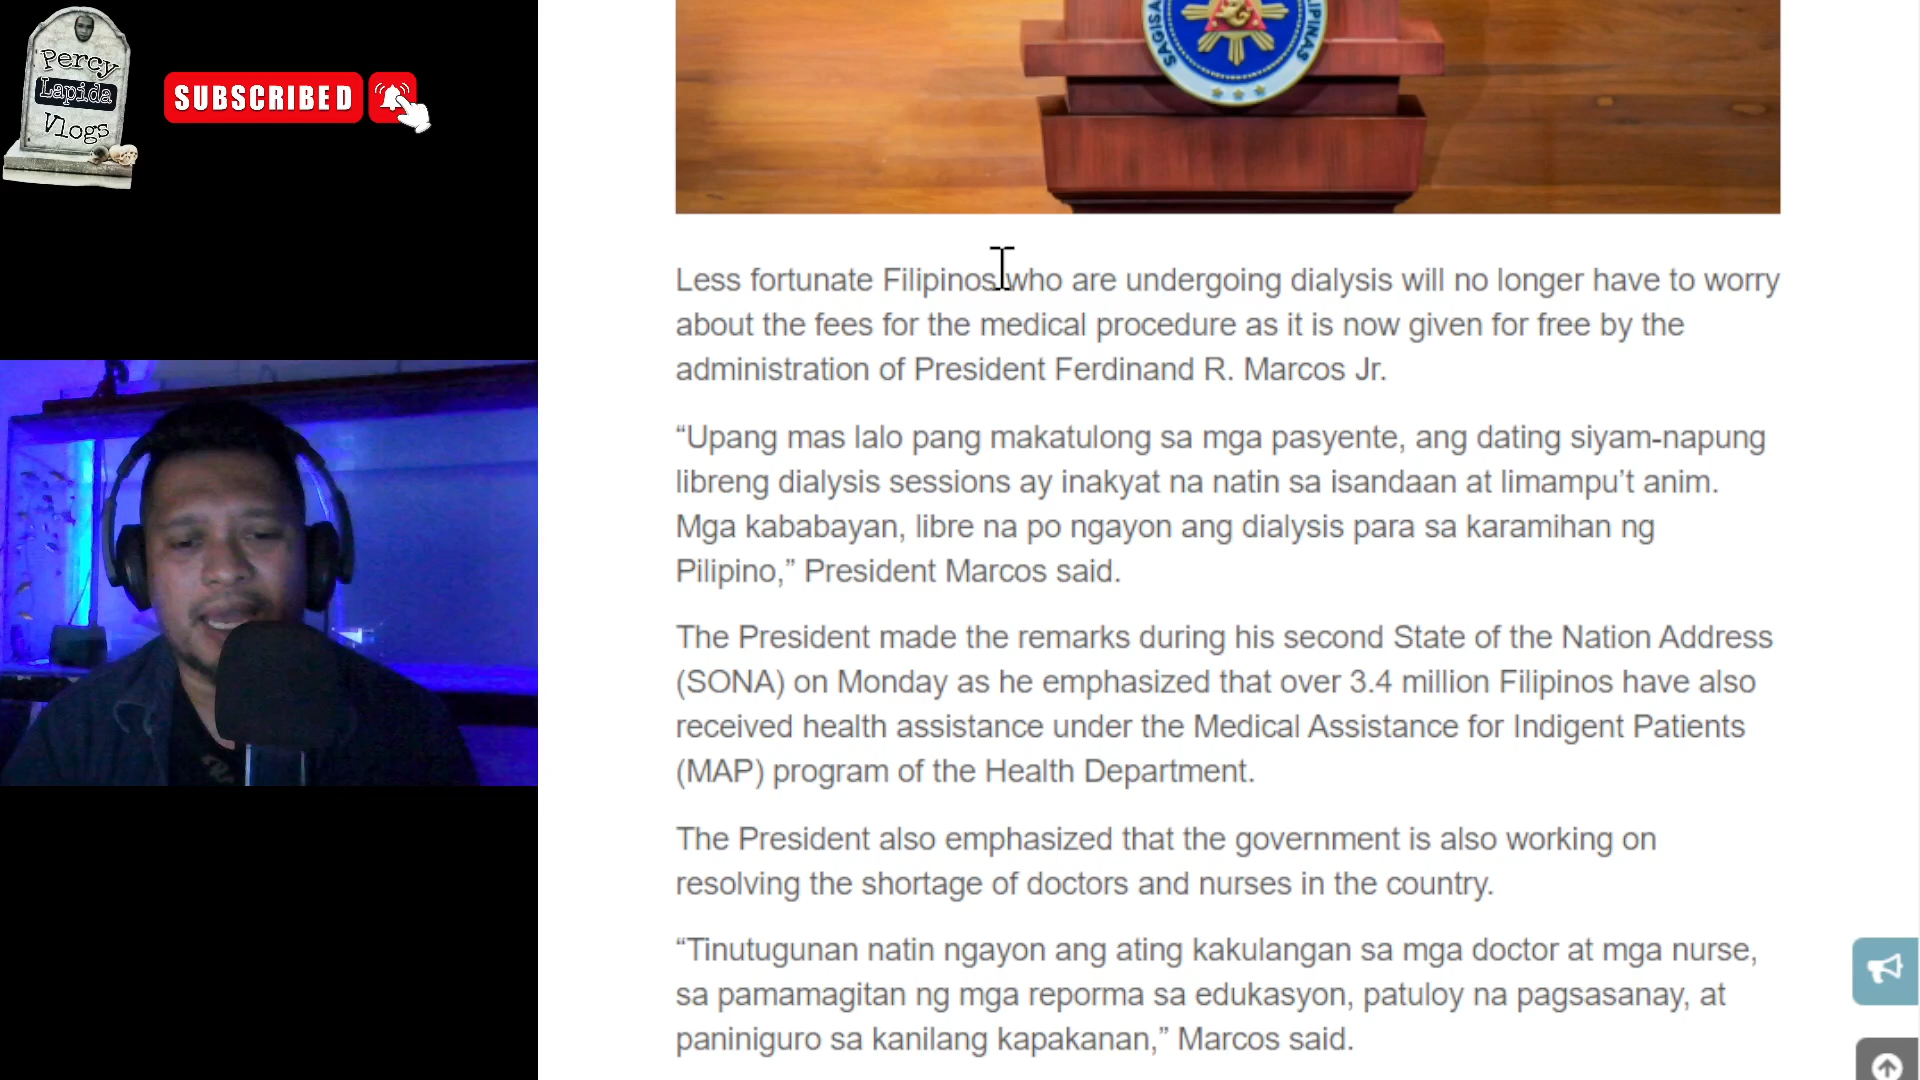 Percy
Lapida
Vlogs
SUBSCRIBED
SAGISA
LIPINAS
Less fortunate Filipinos who are undergoing dialysis will no longer have to worry
about the fees for the medical procedure as it is now given for free by the
administration of President Ferdinand R. Marcos Jr.
“Upang mas lalo pang makatulong sa mga pasyente, ang dating siyam-napung
libreng dialysis sessions ay inakyat na natin sa isandaan at limampu’t anim.
Mga kababayan, libre na po ngayon ang dialysis para sa karamihan ng
Pilipino,” President Marcos said.
The President made the remarks during his second State of the Nation Address
(SONA) on Monday as he emphasized that over 3.4 million Filipinos have also
received health assistance under the Medical Assistance for Indigent Patients
(MAP) program of the Health Department.
The President also emphasized that the government is also working on
resolving the shortage of doctors and nurses in the country.
“Tinutugunan natin ngayon ang ating kakulangan sa mga doctor at mga nurse,
sa pamamagitan ng mga reporma sa edukasyon, patuloy na pagsasanay, at
paniniguro sa kanilang kapakanan,” Marcos said.